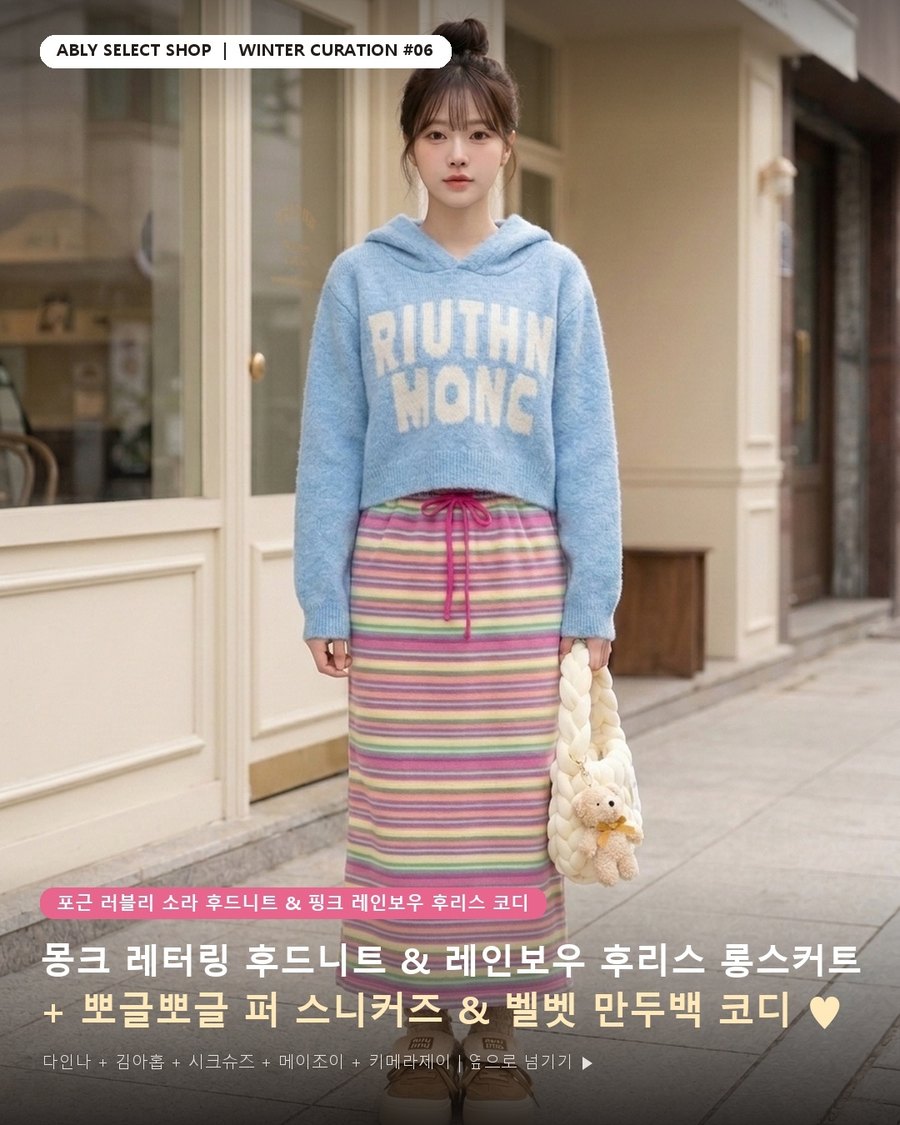 ABLY SELECT SHOP | WINTER CURATION #06
RIUTHN
MONC
포근 러블리 소라 후드니트 & 핑크 레인보우 후리스 코디
몽크 레터링 후드니트 & 레인보우 후리스 롱스커트
+ 뽀글뽀글 퍼 스니커즈 & 벨벳 만두백 코디 ♥
다인나 + 김아홉 + 시크슈즈 + 메이조이 + 키메라제이 | 옆으로 넘기기 ▶